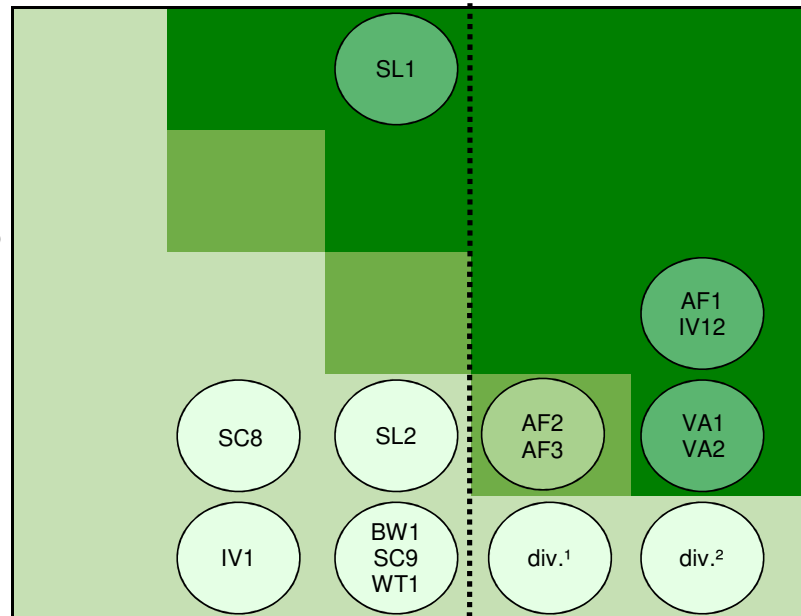 SL1
AF1
IV12
SC8
SL2
AF2
AF3
VA1
VA2
IV1
BW1
SC9
WT1
div.¹
div.²